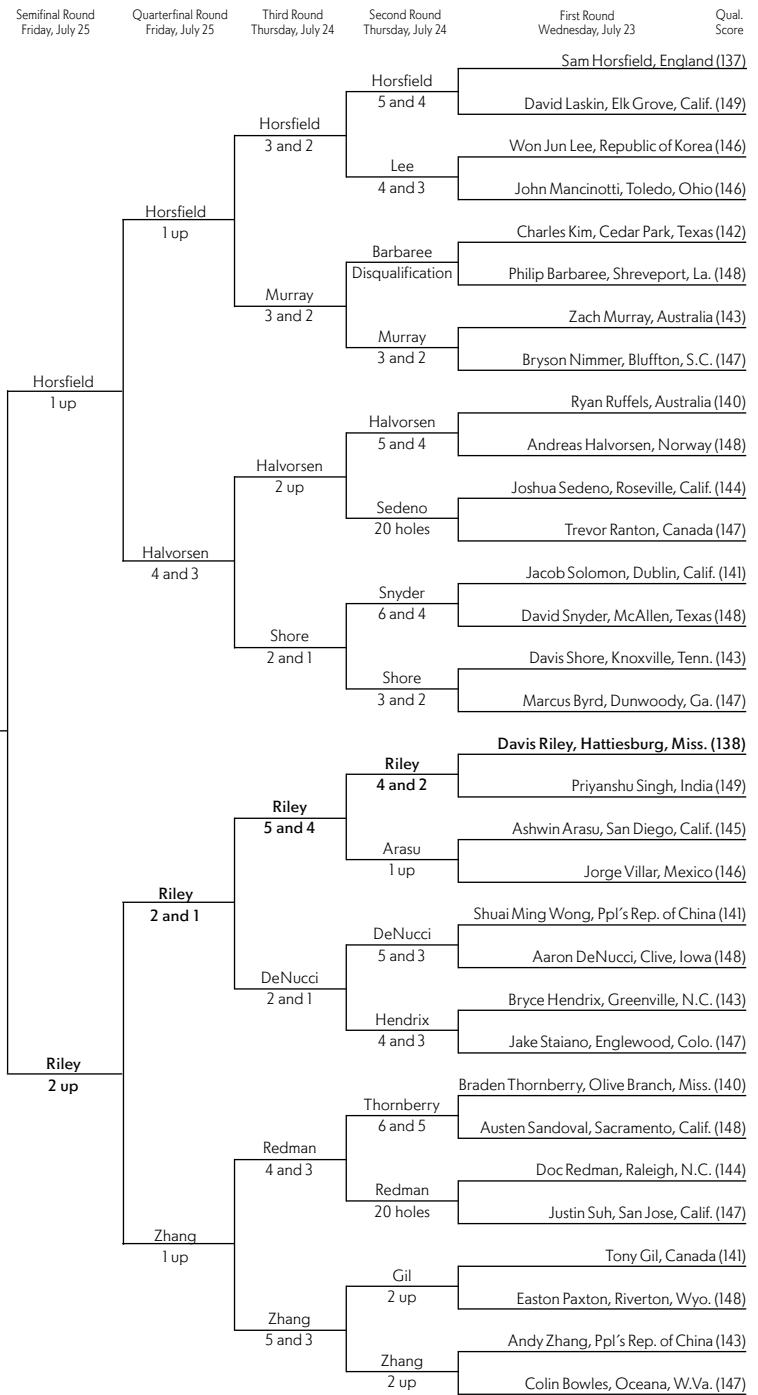 Semifinal Round
Friday, July 25
Quarterfinal Round
Friday, July 25
Third Round
Thursday, July 24
Second Round
Thursday, July 24
First Round
Wednesday, July 23
Qual.
Score
Sam Horsfield, England (137)
Horsfield
5 and 4
David Laskin, Elk Grove, Calif. (149)
Horsfield
3 and 2
Won Jun Lee, Republic of Korea (146)
Lee
4 and 3
John Mancinotti, Toledo, Ohio (146)
Horsfield
1 up
Charles Kim, Cedar Park, Texas (142)
Barbaree
Disqualification
Philip Barbaree, Shreveport, La. (148)
Murray
3 and 2
Zach Murray, Australia (143)
Murray
3 and 2
Bryson Nimmer, Bluffton, S.C. (147)
Horsfield
1 up
Ryan Ruffels, Australia (140)
Halvorsen
5 and 4
Andreas Halvorsen, Norway (148)
Halvorsen
2 up
Joshua Sedeno, Roseville, Calif. (144)
Sedeno
20 holes
Trevor Ranton, Canada (147)
Halvorsen
4 and 3
Jacob Solomon, Dublin, Calif. (141)
Snyder
6 and 4
David Snyder, McAllen, Texas (148)
Shore
2 and 1
Davis Shore, Knoxville, Tenn. (143)
Shore
3 and 2
Marcus Byrd, Dunwoody, Ga. (147)
Davis Riley, Hattiesburg, Miss. (138)
Riley
4 and 2
Priyanshu Singh, India (149)
Riley
5 and 4
Ashwin Arasu, San Diego, Calif. (145)
Arasu
1 up
Jorge Villar, Mexico (146)
Riley
2 and 1
Shuai Ming Wong, Ppl's Rep. of China (141)
DeNucci
5 and 3
Aaron DeNucci, Clive, Iowa (148)
DeNucci
2 and 1
Bryce Hendrix, Greenville, N.C. (143)
Hendrix
4 and 3
Jake Staiano, Englewood, Colo. (147)
Riley
2 up
Braden Thornberry, Olive Branch, Miss. (140)
Thornberry
6 and 5
Austen Sandoval, Sacramento, Calif. (148)
Redman
4 and 3
Doc Redman, Raleigh, N.C. (144)
Redman
20 holes
Justin Suh, San Jose, Calif. (147)
Zhang
1 up
Tony Gil, Canada (141)
Gil
2 up
Easton Paxton, Riverton, Wyo. (148)
Zhang
5 and 3
Andy Zhang, Ppl's Rep. of China (143)
Zhang
2 up
Colin Bowles, Oceana, W.Va. (147)